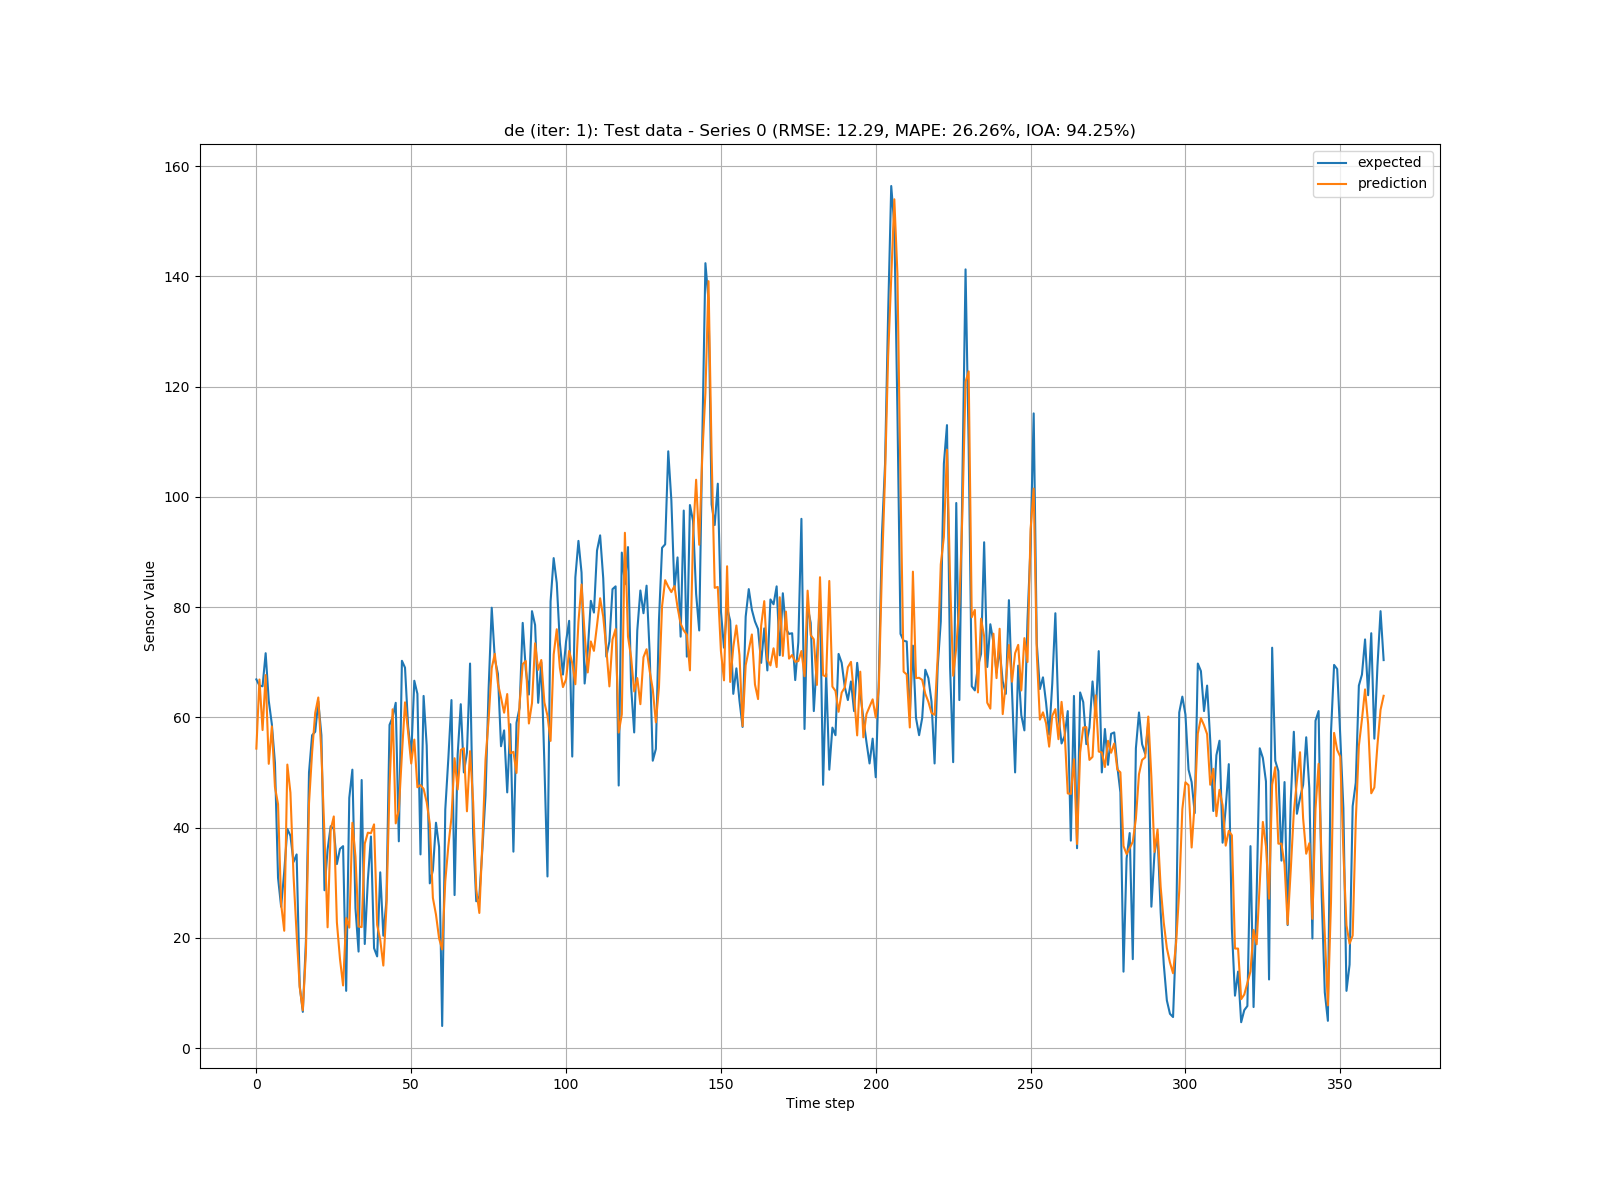 de (iter: 1): Test data - Series 0 (RMSE: 12.29, MAPE: 26.26%, IOA: 94.25%)
expected
prediction
160
140
120
100
80
60
40
20
0
Sensor Value
0 50 100 150 200 250 300 350
Time step